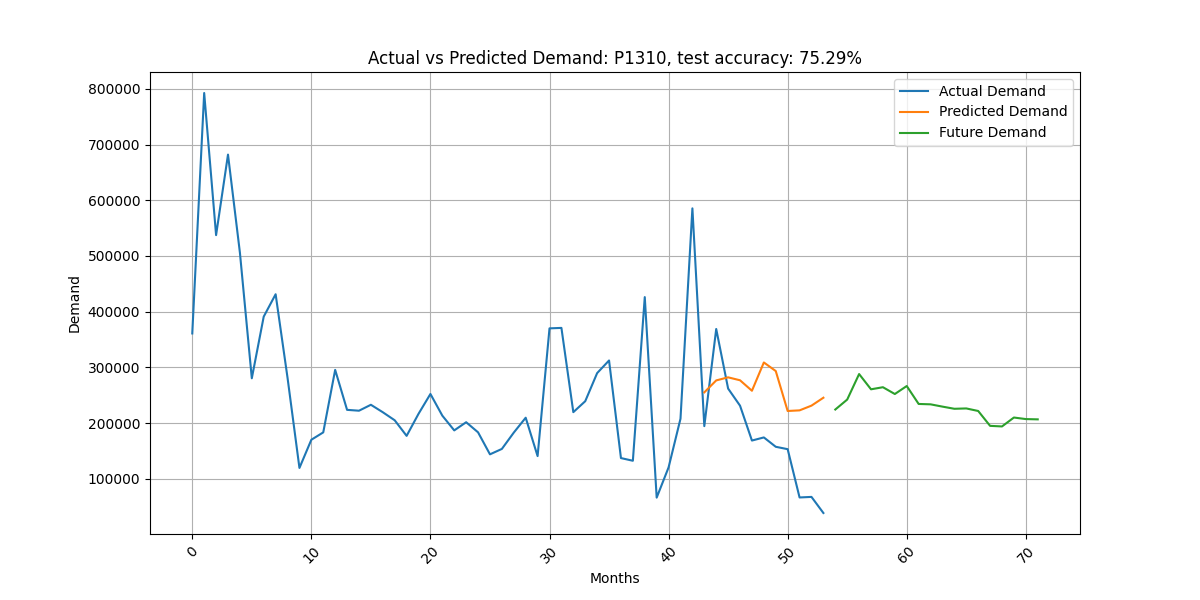 Actual vs Predicted Demand: P1310, test accuracy: 75.29%
Actual Demand
Predicted Demand
Future Demand
Demand
800000
700000
600000
500000
400000
300000
200000
100000
0
10
20
30
40
50
60
70
Months